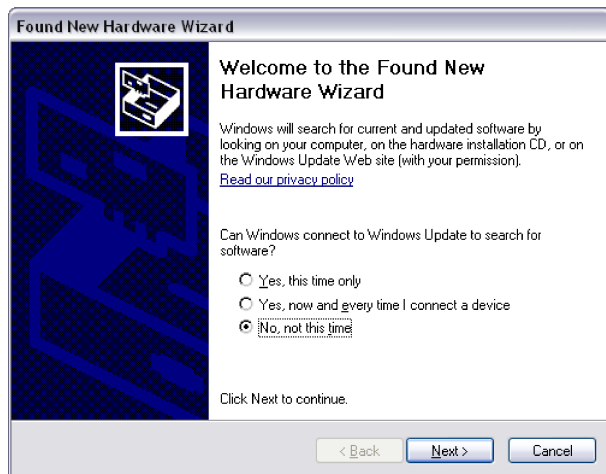 Found New Hardware Wizard
Welcome to the Found New
Hardware Wizard
Windows will search for current and updated software by
looking on your computer, on the hardware installation CD, or on
the Windows Update Web site (with your permission).
Read our privacy policy
Can Windows connect to Windows Update to search for
software?
Yes, this time only
Yes, now and every time I connect a device
No, not this time
Click Next to continue.
< Back
Next >
Cancel